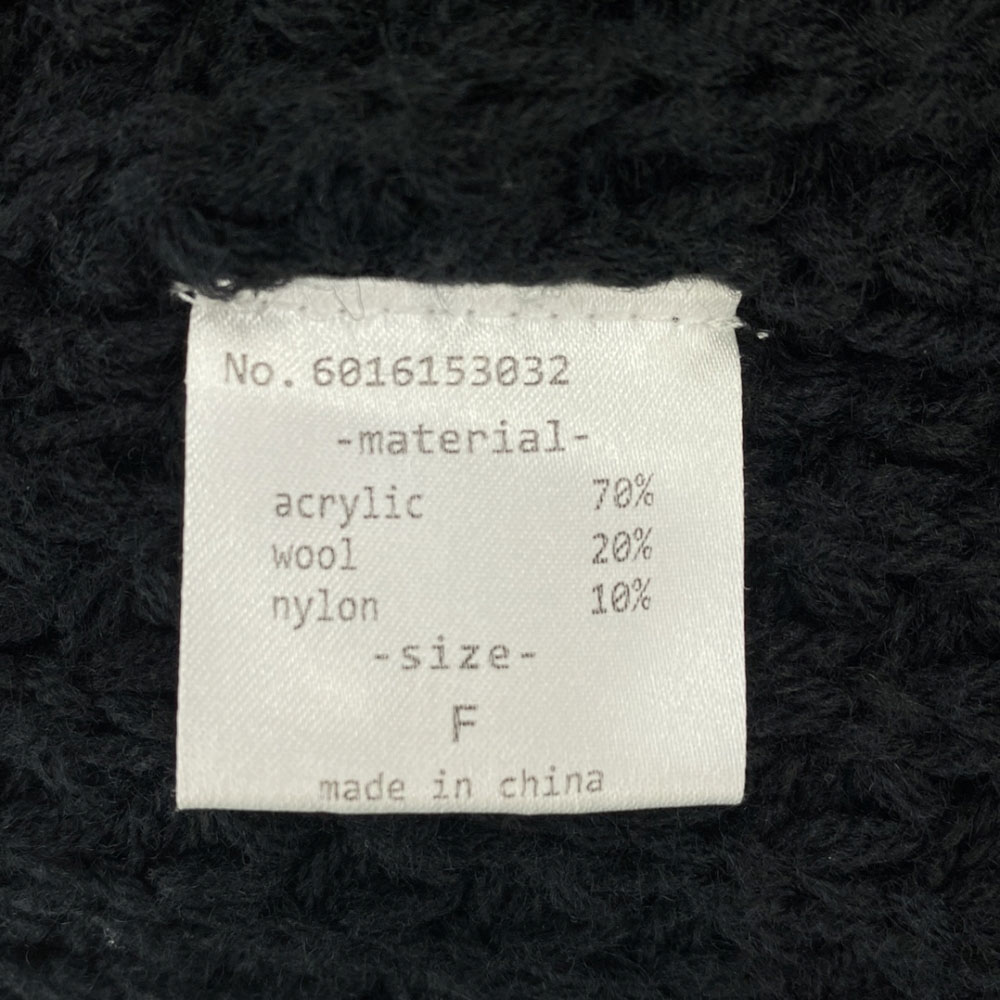 No. 6016153032
-material-
acrylic 70%
wool 20%
nylon 10%
-size-
F
made in china